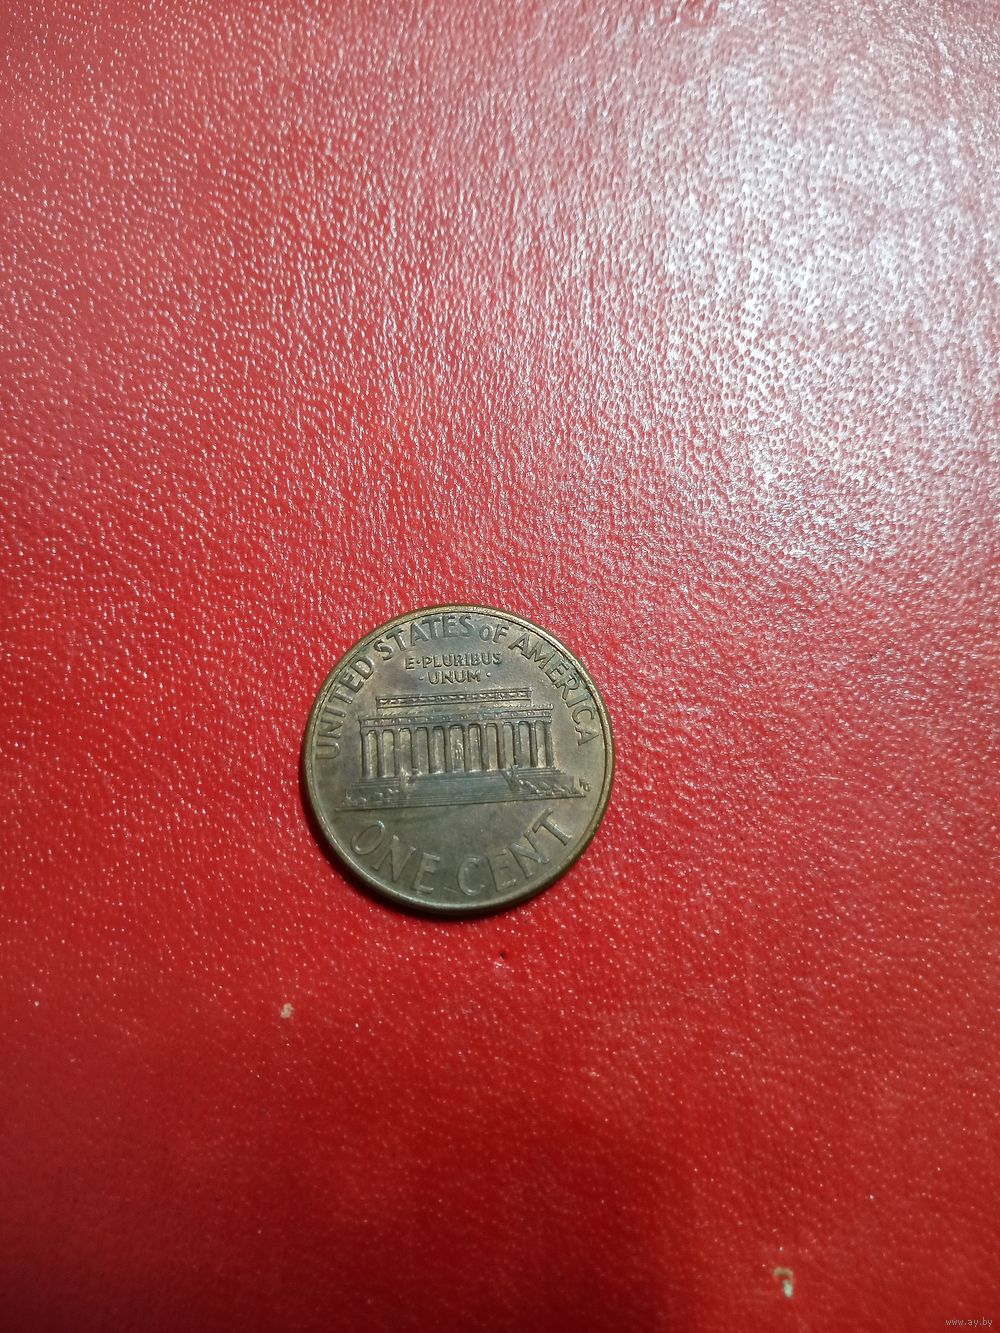 UNITED STATES OF AMERICA
E·PLURIBUS
·UNUM·
ONE CENT
www.ay.by